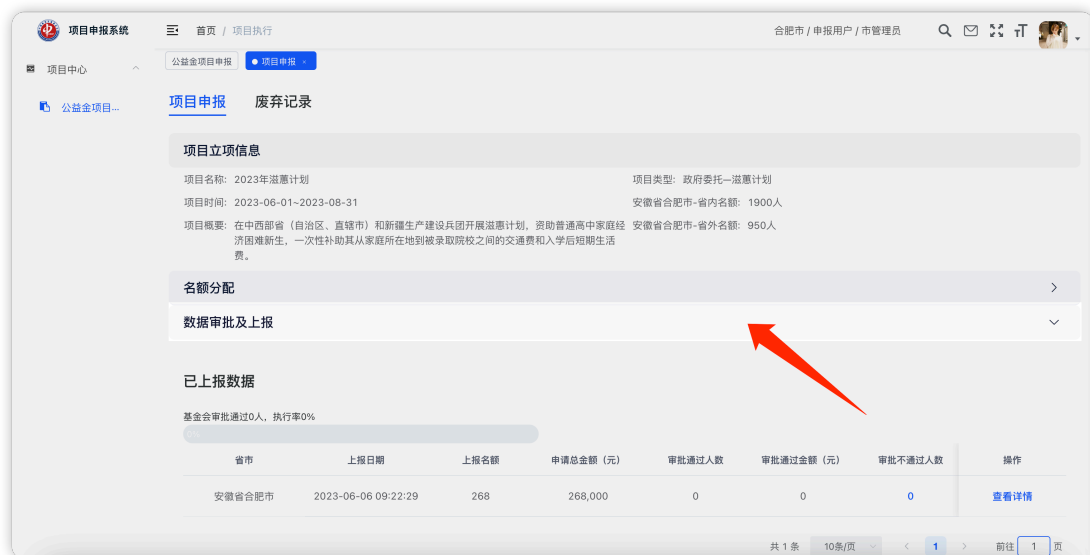 项目申报系统
首页 / 项目执行
合肥市 / 申报用户 / 市管理员
项目中心
公益金项目申报
项目申报 ×
公益金项目...
项目申报 废弃记录
项目立项信息
项目名称: 2023年滋蕙计划
项目类型: 政府委托—滋蕙计划
项目时间: 2023-06-01~2023-08-31
安徽省合肥市-省内名额: 1900人
项目概要: 在中西部省（自治区、直辖市）和新疆生产建设兵团开展滋蕙计划，资助普通高中家庭经
济困难新生，一次性补助其从家庭所在地到被录取院校之间的交通费和入学后短期生活
费。
安徽省合肥市-省外名额: 950人
名额分配
数据审批及上报
已上报数据
基金会审批通过0人，执行率0%
0%
省市 上报日期 上报名额 申请总金额（元） 审批通过人数 审批通过金额（元） 审批不通过人数 操作
安徽省合肥市 2023-06-06 09:22:29 268 268,000 0 0 0 查看详情
共 1 条 10条/页 1 前往 1 页